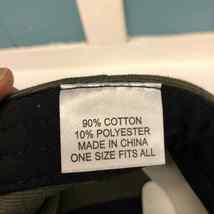 90% COTTON
10% POLYESTER
MADE IN CHINA
ONE SIZE FITS ALL